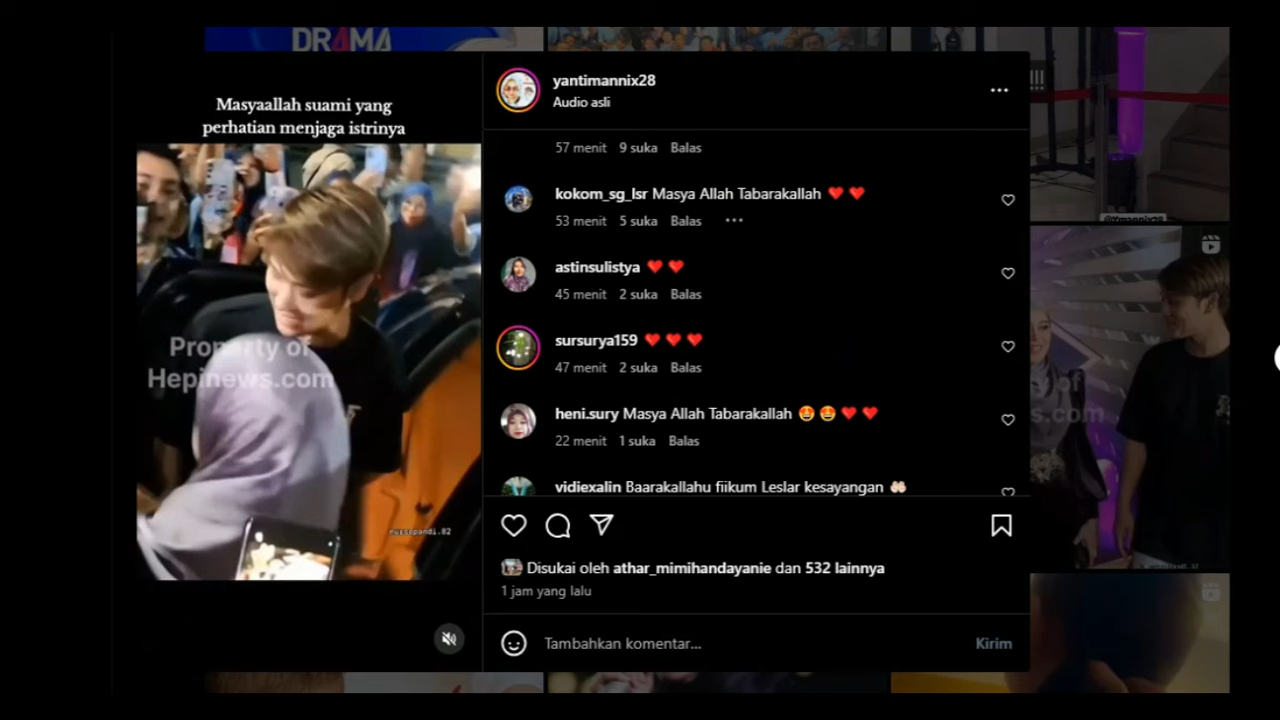 DR4MA
Masyaallah suami yang
perhatian menjaga istrinya
Property of
Hepinews.com
nursopandi.82
yantimannix28
Audio asli
57 menit 9 suka Balas
kokom_sg_lsr Masya Allah Tabarakallah ❤️ ❤️
53 menit 5 suka Balas
astinsulistya ❤️ ❤️
45 menit 2 suka Balas
sursurya159 ❤️ ❤️ ❤️
47 menit 2 suka Balas
heni.sury Masya Allah Tabarakallah 🤩 🤩 ❤️ ❤️
22 menit 1 suka Balas
vidiexalin Baarakallahu fiikum Leslar kesayangan 🤲🏻
Disukai oleh athar_mimihandayanie dan 532 lainnya
1 jam yang lalu
Tambahkan komentar...
Kirim